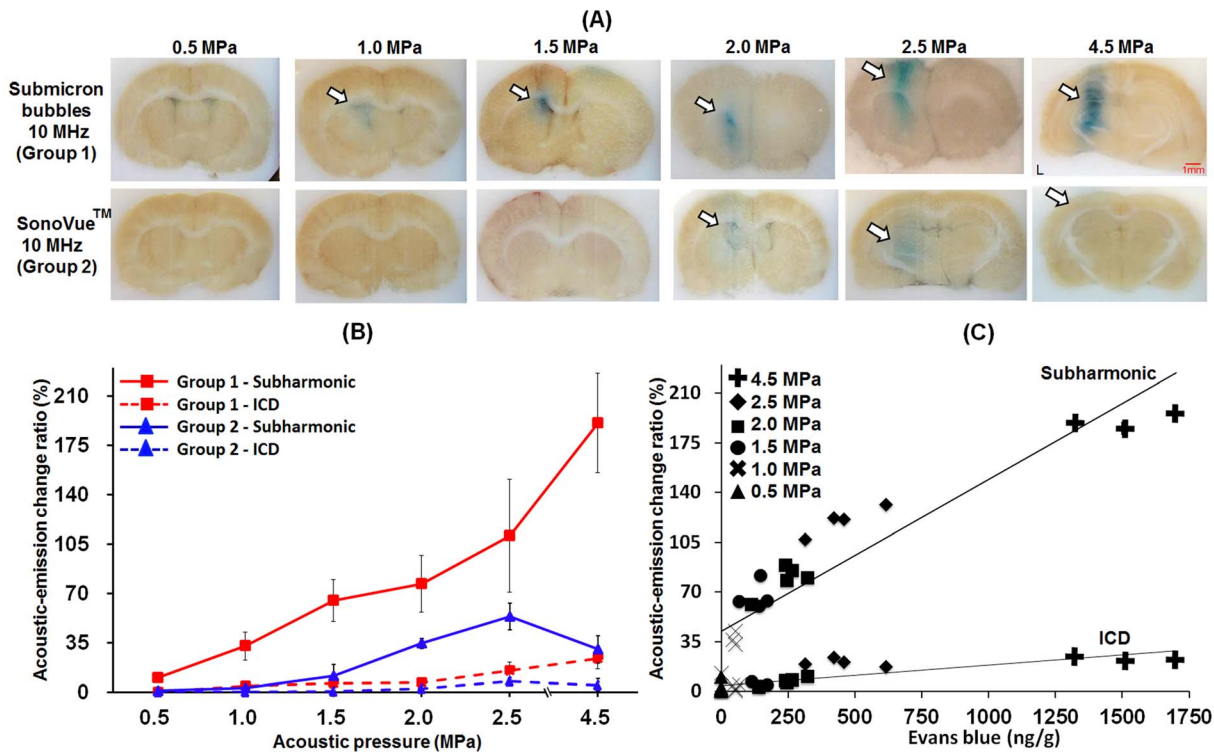 (A)
0.5 MPa 1.0 MPa 1.5 MPa 2.0 MPa 2.5 MPa 4.5 MPa
Submicron
bubbles
10 MHz
(Group 1)
L
1mm
SonoVue™
10 MHz
(Group 2)
(B)
Acoustic-emission change ratio (%)
210
175
140
105
70
35
0
Group 1 - Subharmonic
Group 1 - ICD
Group 2 - Subharmonic
Group 2 - ICD
0.5 1.0 1.5 2.0 2.5 4.5
Acoustic pressure (MPa)
(C)
Acoustic-emission change ratio (%)
210
175
140
105
70
35
0
4.5 MPa
2.5 MPa
2.0 MPa
1.5 MPa
1.0 MPa
0.5 MPa
Subharmonic
ICD
0 250 500 750 1000 1250 1500 1750
Evans blue (ng/g)